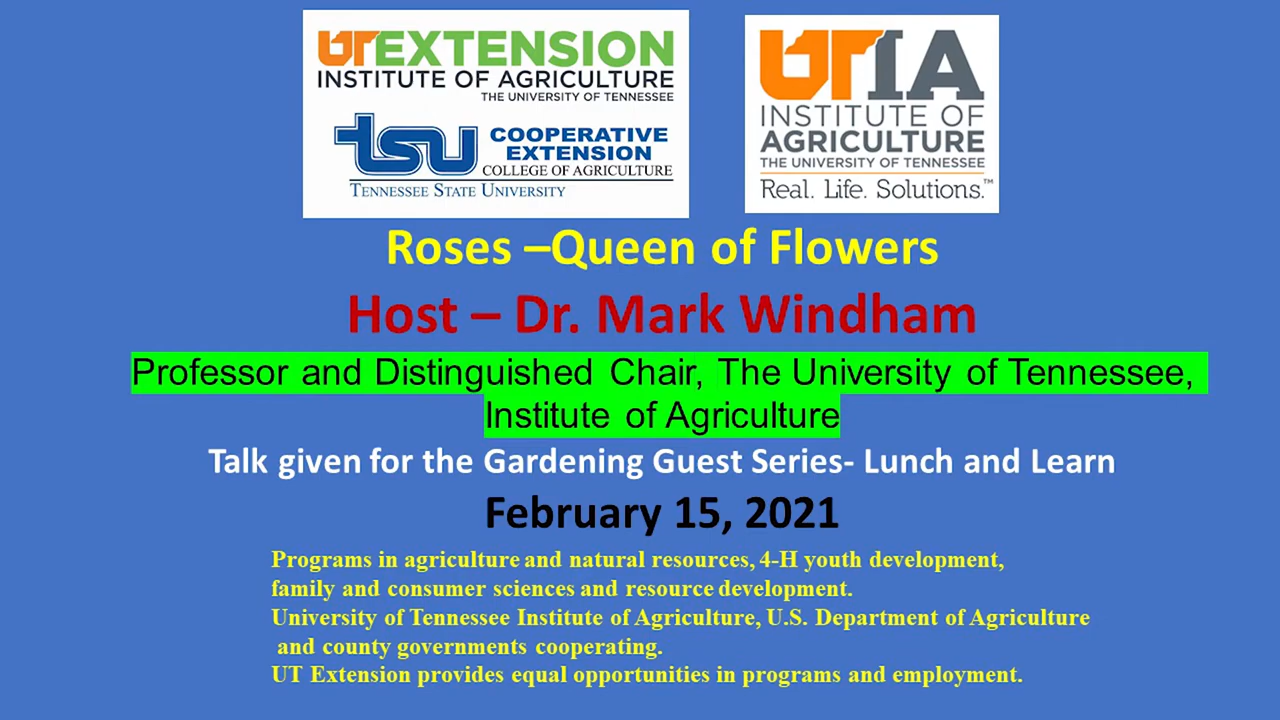 UT EXTENSION
INSTITUTE OF AGRICULTURE
THE UNIVERSITY OF TENNESSEE
tsu COOPERATIVE
EXTENSION
COLLEGE OF AGRICULTURE
TENNESSEE STATE UNIVERSITY
UTIA
INSTITUTE OF
AGRICULTURE
THE UNIVERSITY OF TENNESSEE
Real. Life. Solutions.™
Roses –Queen of Flowers
Host – Dr. Mark Windham
Professor and Distinguished Chair, The University of Tennessee,
Institute of Agriculture
Talk given for the Gardening Guest Series- Lunch and Learn
February 15, 2021
Programs in agriculture and natural resources, 4-H youth development,
family and consumer sciences and resource development.
University of Tennessee Institute of Agriculture, U.S. Department of Agriculture
and county governments cooperating.
UT Extension provides equal opportunities in programs and employment.